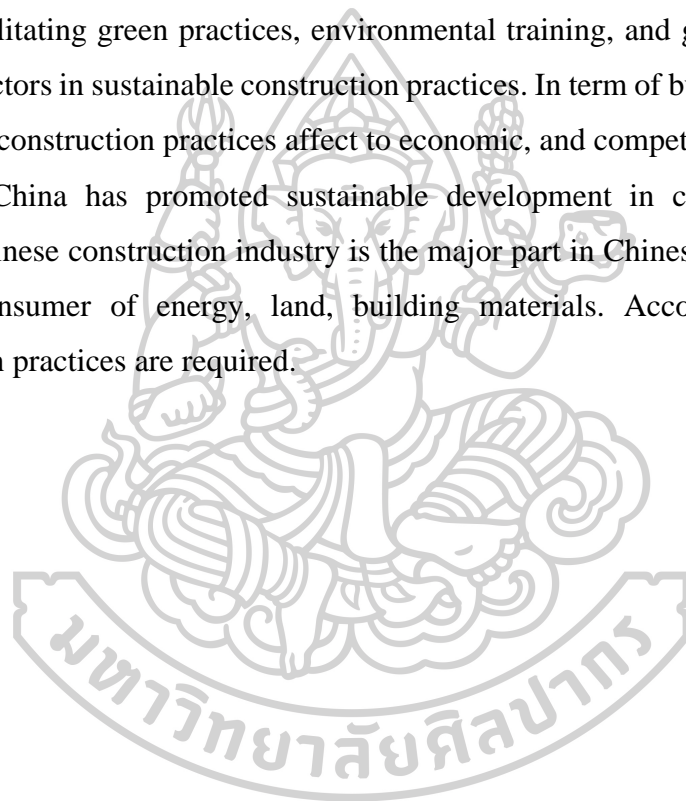 litating green practices, environmental training, and g
ctors in sustainable construction practices. In term of b
construction practices affect to economic, and compet
China has promoted sustainable development in c
inese construction industry is the major part in Chines
nsumer of energy, land, building materials. Acco
n practices are required.
มหาวิทยาลัยศิลปากร